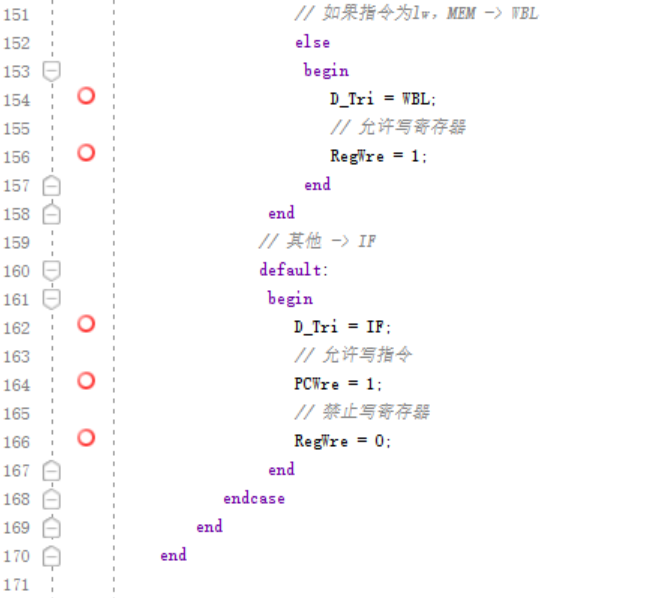 151 // 如果指令为lw，MEM -> WBL
152 else
153 begin
154 D_Tri = WBL;
155 // 允许写寄存器
156 RegWre = 1;
157 end
158 end
159 // 其他 -> IF
160 default:
161 begin
162 D_Tri = IF;
163 // 允许写指令
164 PCWre = 1;
165 // 禁止写寄存器
166 RegWre = 0;
167 end
168 endcase
169 end
170 end
171